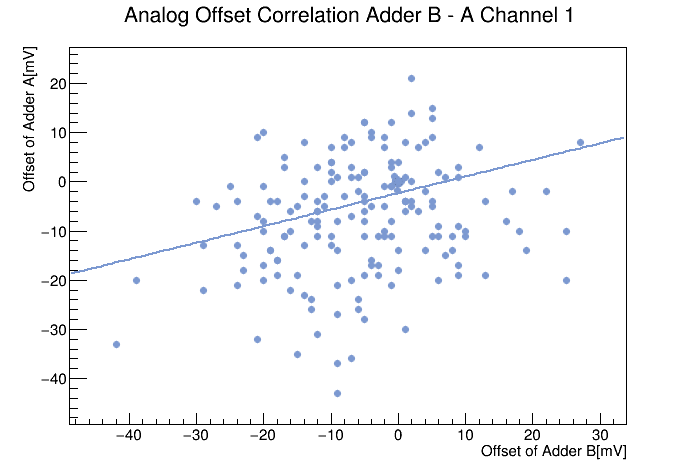 Analog Offset Correlation Adder B - A Channel 1
Offset of Adder A[mV]
20
10
0
−10
−20
−30
−40
−40 −30 −20 −10 0 10 20 30
Offset of Adder B[mV]